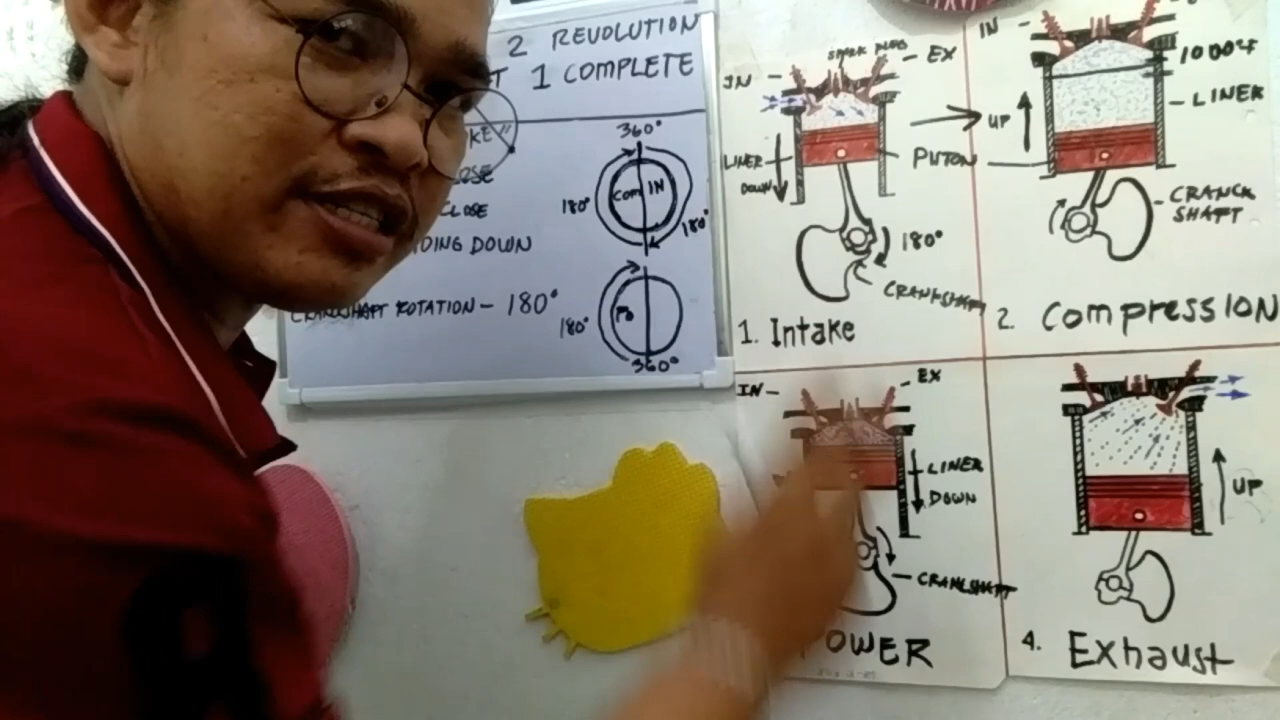 2 REVOLUTION
1 COMPLETE
KE"
CLOSE
DING DOWN
CRANKSHAFT ROTATION - 180°
360°
COM IN
180°
180°
180°
PO
360°
IN
SPARK PLUG
EX
LINER
DOWN
PISTON
180°
CRANKSHAFT
1. Intake
IN
1000°F
UP
LINER
CRANCK
SHAFT
2. COMPRESSION
IN
EX
LINER
DOWN
CRANKSHAFT
POWER
UP
4. Exhaust